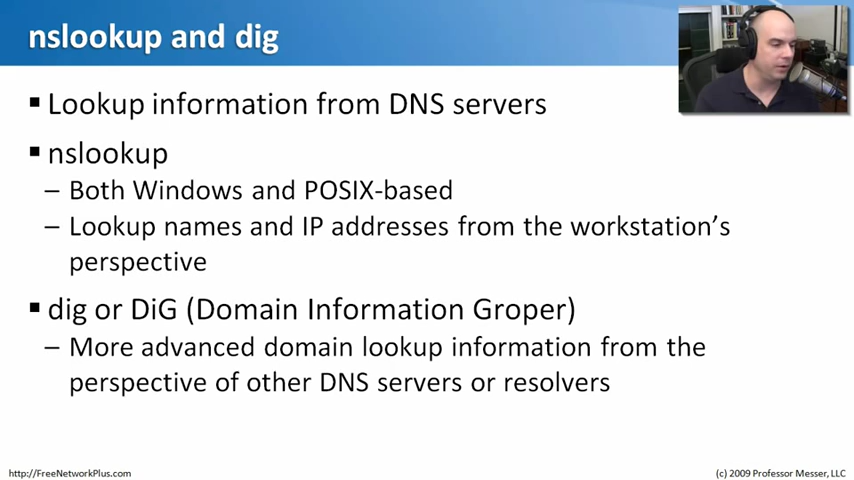 nslookup and dig
▪ Lookup information from DNS servers
▪ nslookup
– Both Windows and POSIX-based
– Lookup names and IP addresses from the workstation’s
perspective
▪ dig or DiG (Domain Information Groper)
– More advanced domain lookup information from the
perspective of other DNS servers or resolvers
http://FreeNetworkPlus.com
(c) 2009 Professor Messer, LLC